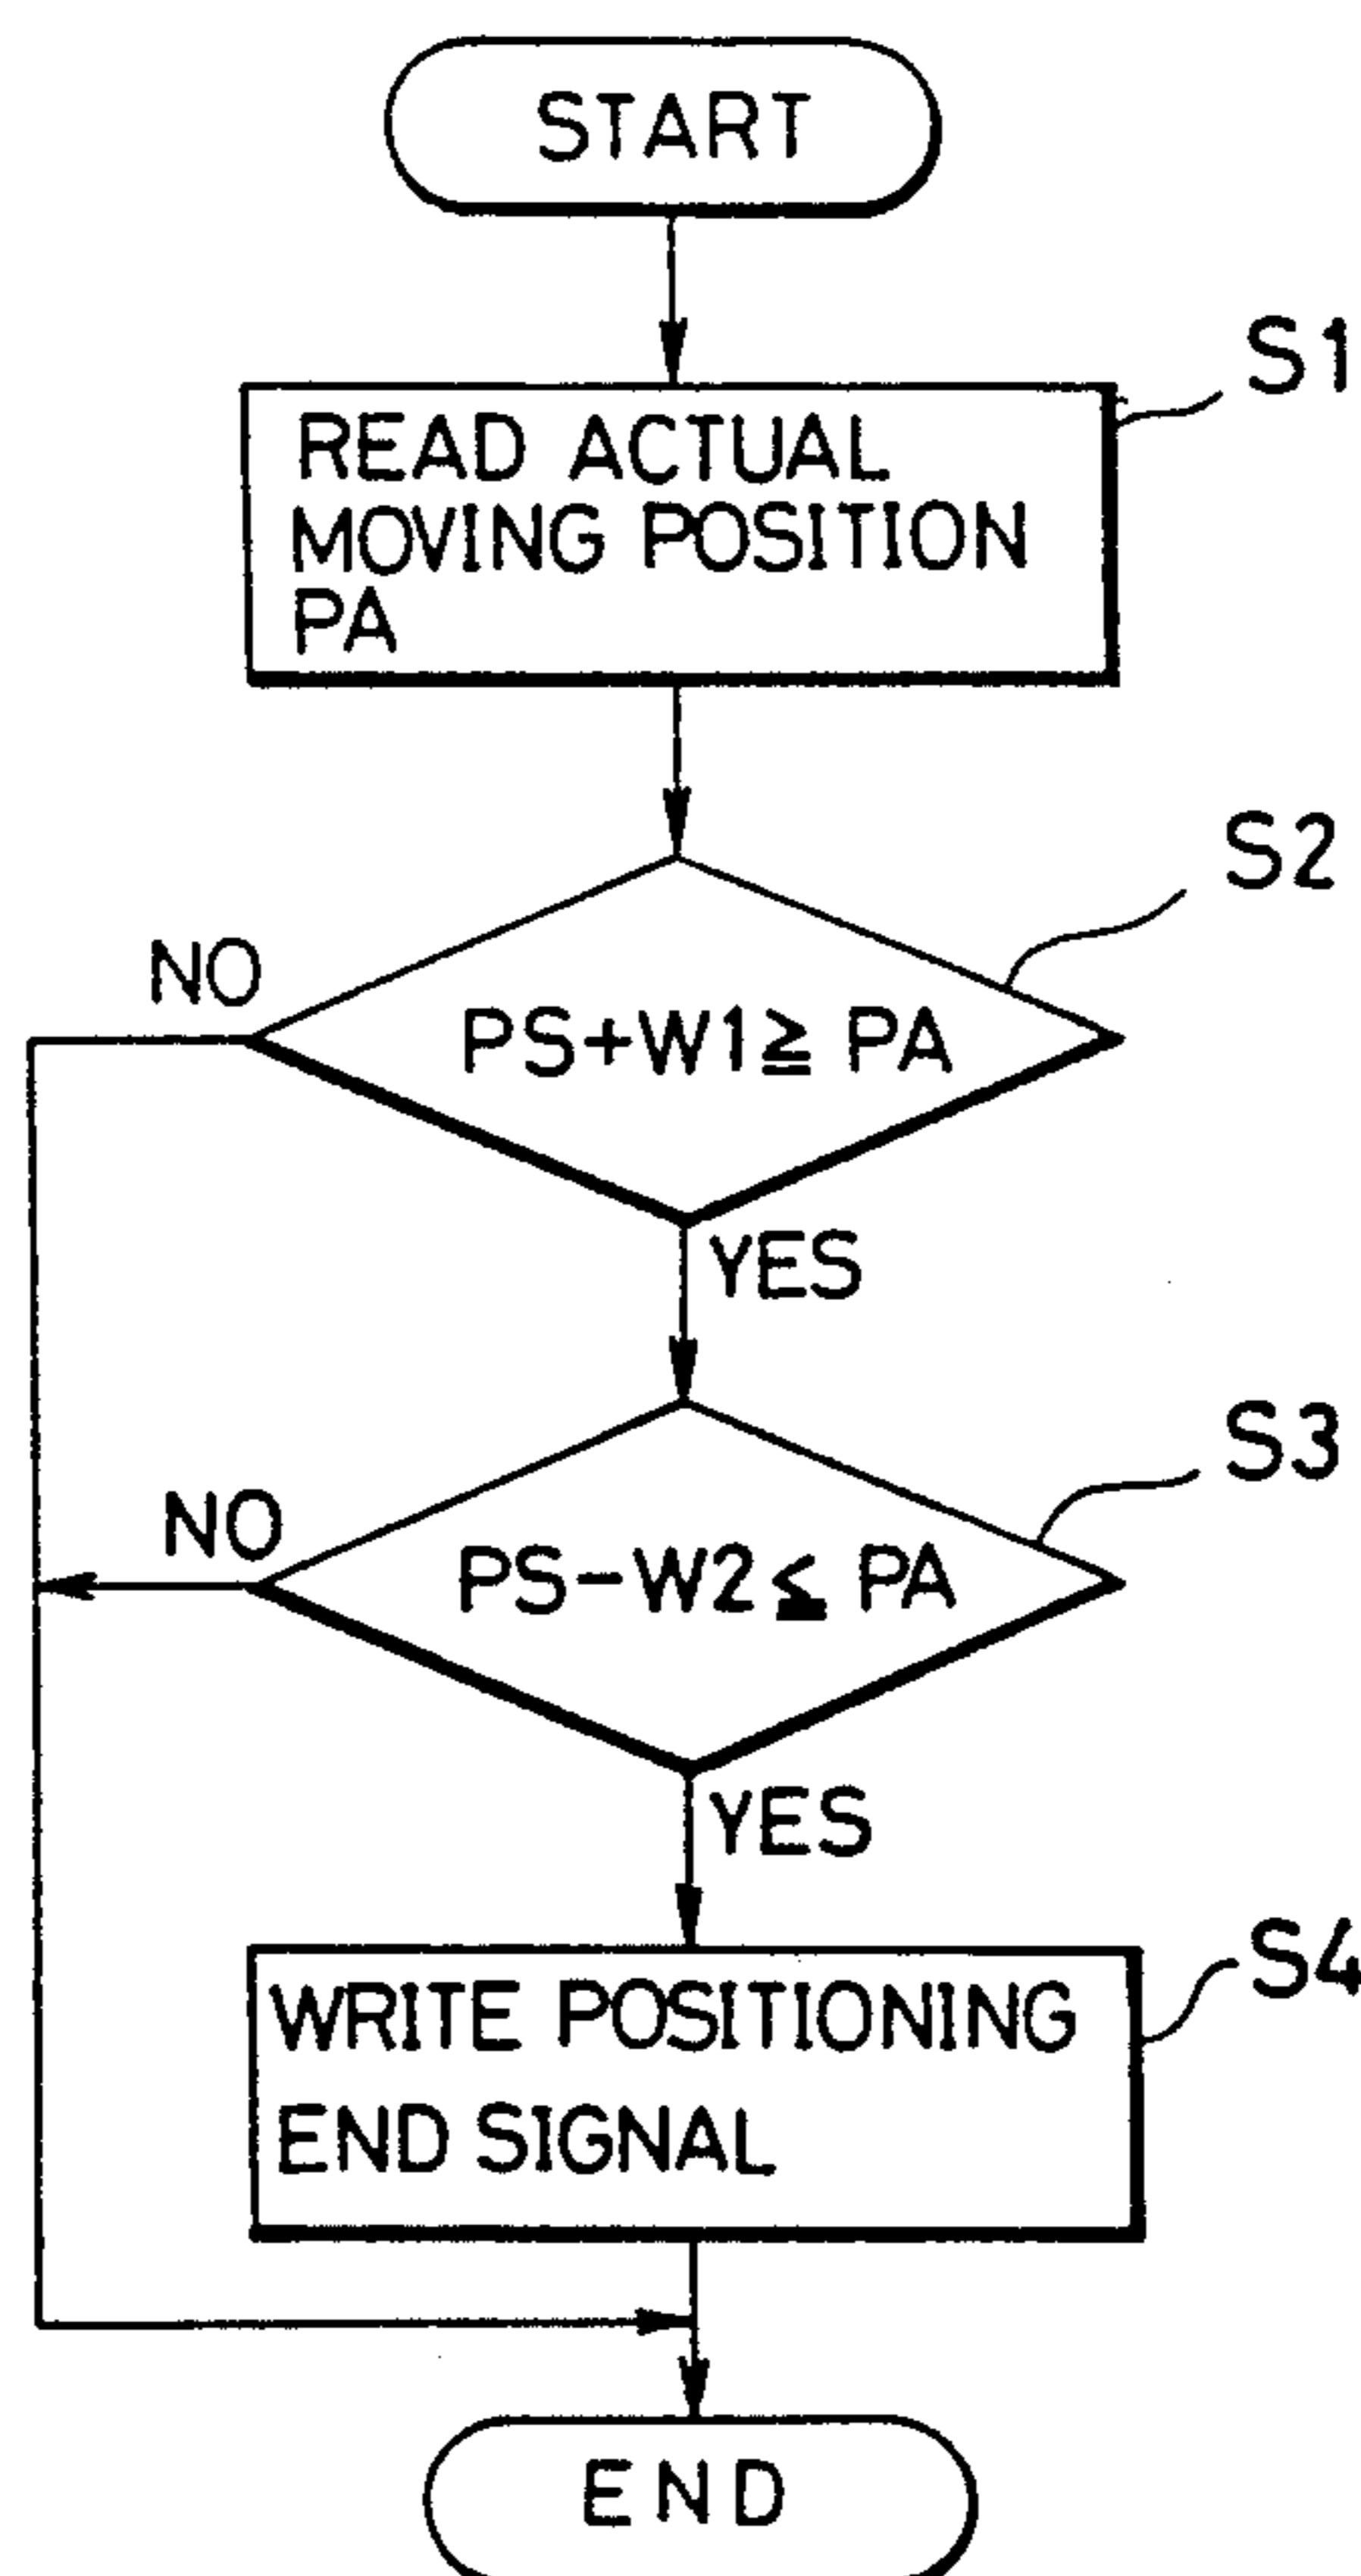 START
S1
READ ACTUAL
MOVING POSITION
PA
S2
NO
PS+W1≧ PA
YES
S3
NO
PS-W2≦ PA
YES
S4
WRITE POSITIONING
END SIGNAL
END